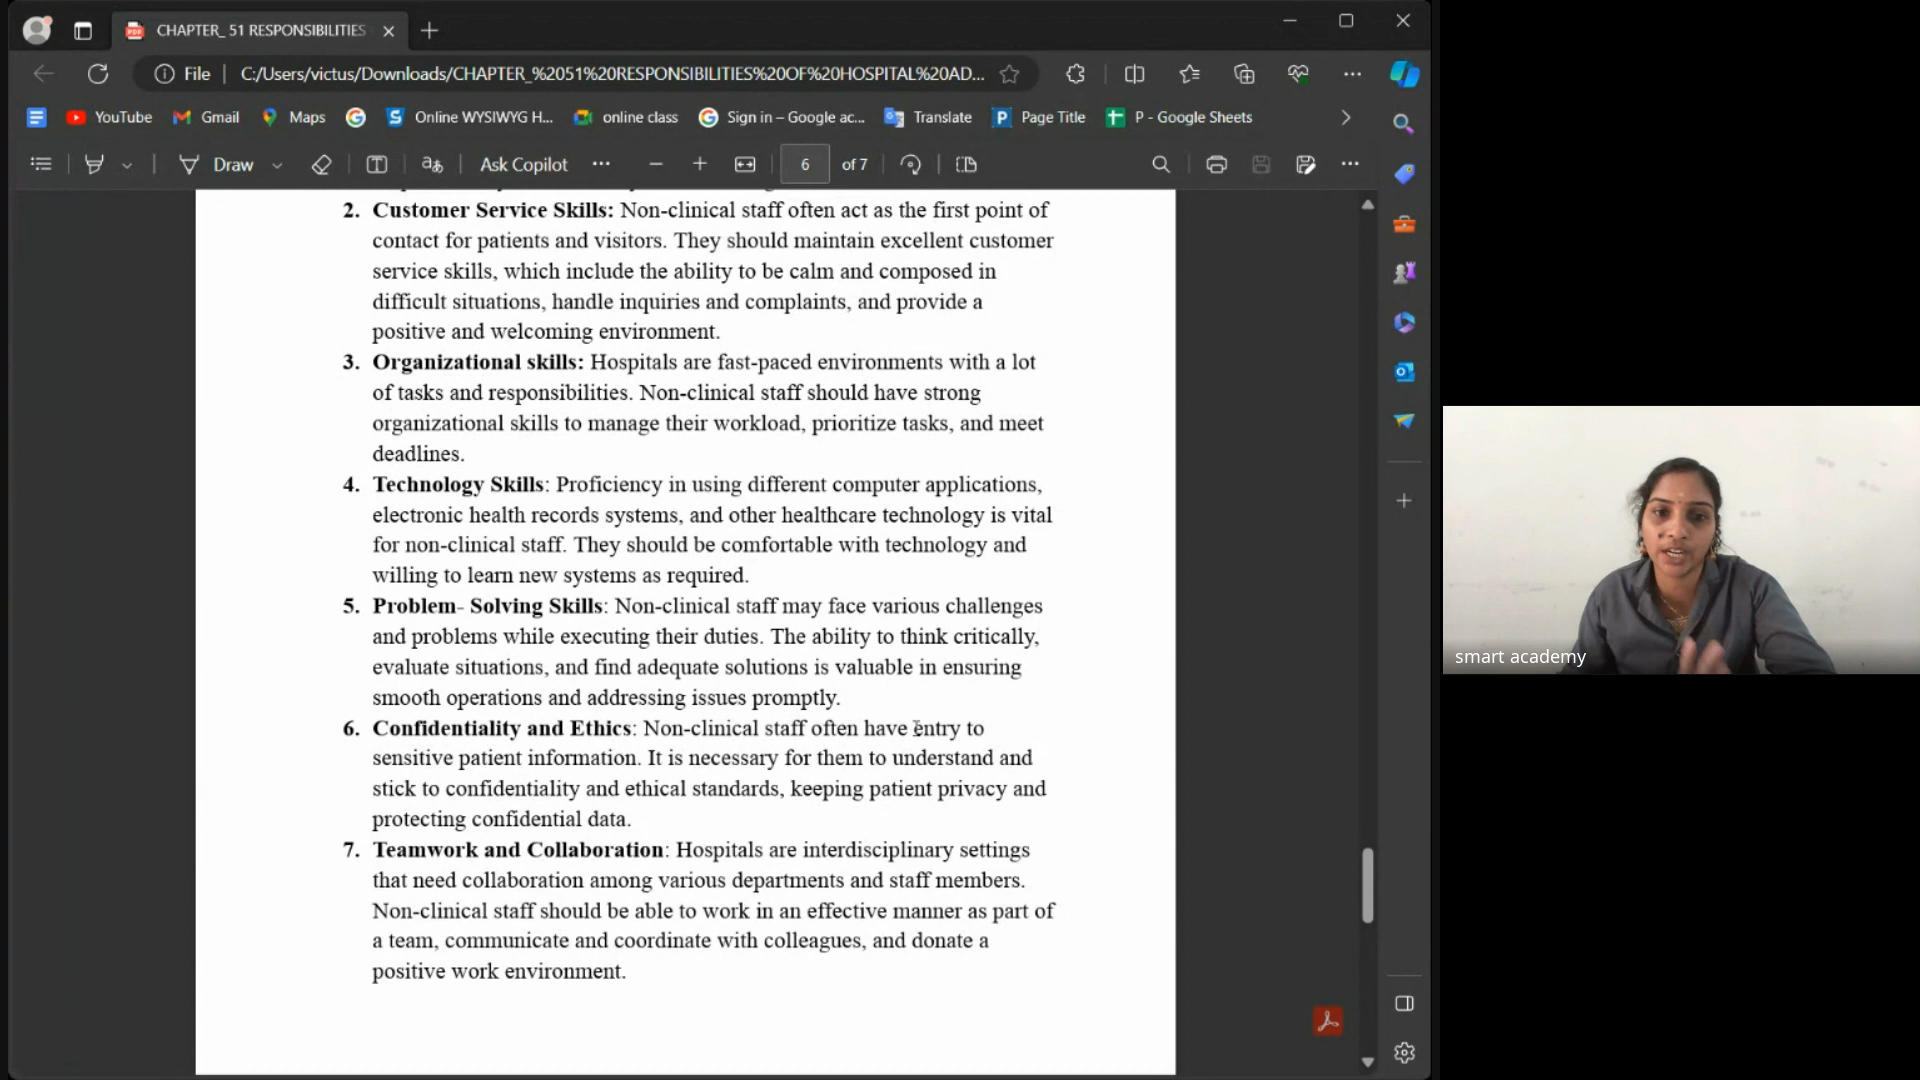 CHAPTER_ 51 RESPONSIBILITIES
File C:/Users/victus/Downloads/CHAPTER_%2051%20RESPONSIBILITIES%20OF%20HOSPITAL%20AD...
YouTube Gmail Maps Online WYSIWYG H... online class Sign in – Google ac... Translate Page Title P - Google Sheets
Draw Ask Copilot 6 of 7
2. Customer Service Skills: Non-clinical staff often act as the first point of
contact for patients and visitors. They should maintain excellent customer
service skills, which include the ability to be calm and composed in
difficult situations, handle inquiries and complaints, and provide a
positive and welcoming environment.
3. Organizational skills: Hospitals are fast-paced environments with a lot
of tasks and responsibilities. Non-clinical staff should have strong
organizational skills to manage their workload, prioritize tasks, and meet
deadlines.
4. Technology Skills: Proficiency in using different computer applications,
electronic health records systems, and other healthcare technology is vital
for non-clinical staff. They should be comfortable with technology and
willing to learn new systems as required.
5. Problem- Solving Skills: Non-clinical staff may face various challenges
and problems while executing their duties. The ability to think critically,
evaluate situations, and find adequate solutions is valuable in ensuring
smooth operations and addressing issues promptly.
6. Confidentiality and Ethics: Non-clinical staff often have entry to
sensitive patient information. It is necessary for them to understand and
stick to confidentiality and ethical standards, keeping patient privacy and
protecting confidential data.
7. Teamwork and Collaboration: Hospitals are interdisciplinary settings
that need collaboration among various departments and staff members.
Non-clinical staff should be able to work in an effective manner as part of
a team, communicate and coordinate with colleagues, and donate a
positive work environment.
smart academy